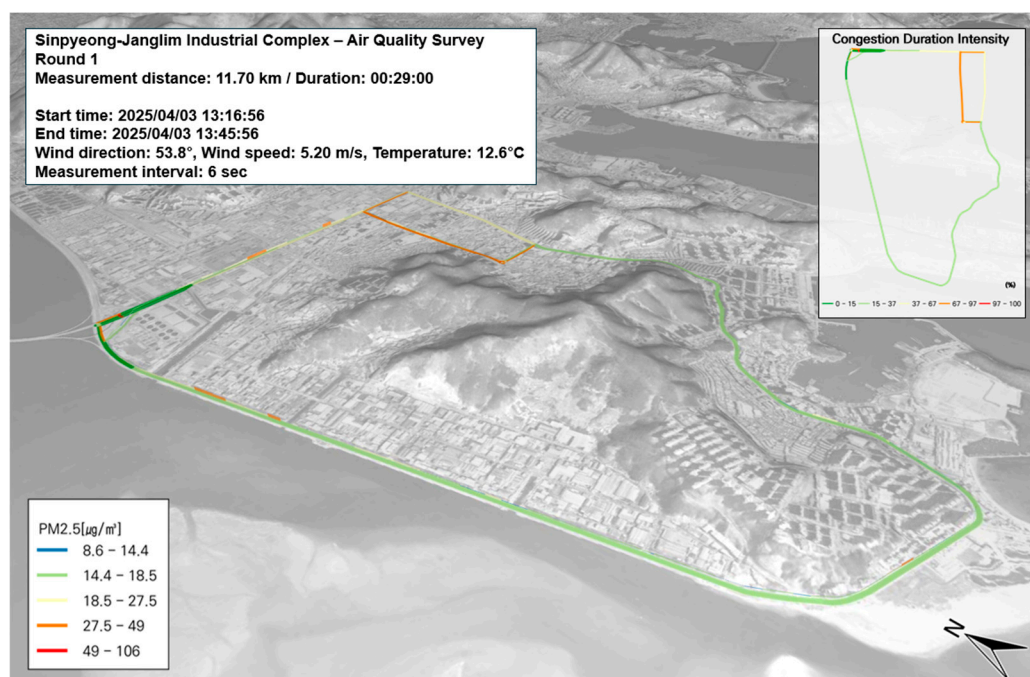 Sinpyeong-Janglim Industrial Complex – Air Quality Survey
Round 1
Measurement distance: 11.70 km / Duration: 00:29:00
Start time: 2025/04/03 13:16:56
End time: 2025/04/03 13:45:56
Wind direction: 53.8°, Wind speed: 5.20 m/s, Temperature: 12.6°C
Measurement interval: 6 sec
Congestion Duration Intensity
(%)
0 - 15 15 - 37 37 - 67 67 - 97 97 - 100
PM2.5[㎍/㎥]
8.6 - 14.4
14.4 - 18.5
18.5 - 27.5
27.5 - 49
49 - 106
N